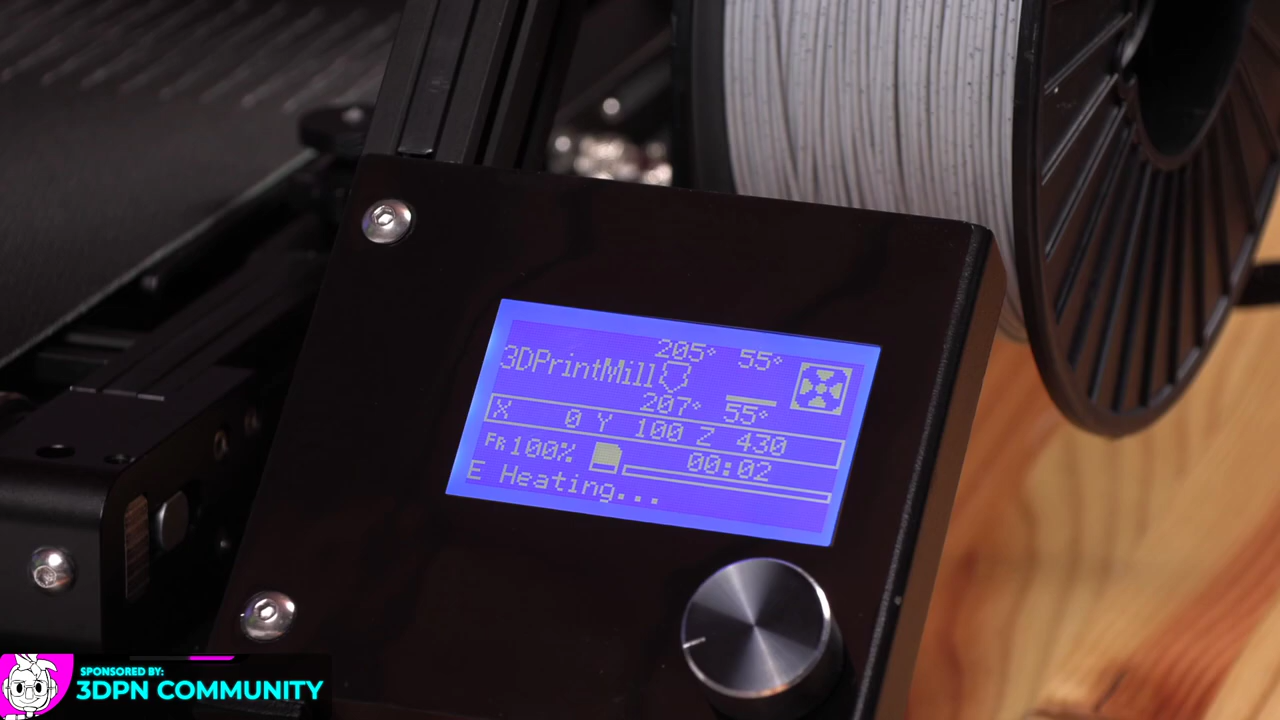 205° 55°
3DPrintMill
207° 55°
X 0 Y 100 Z 430
FR 100% 00:02
E Heating...
SPONSORED BY:
3DPN COMMUNITY